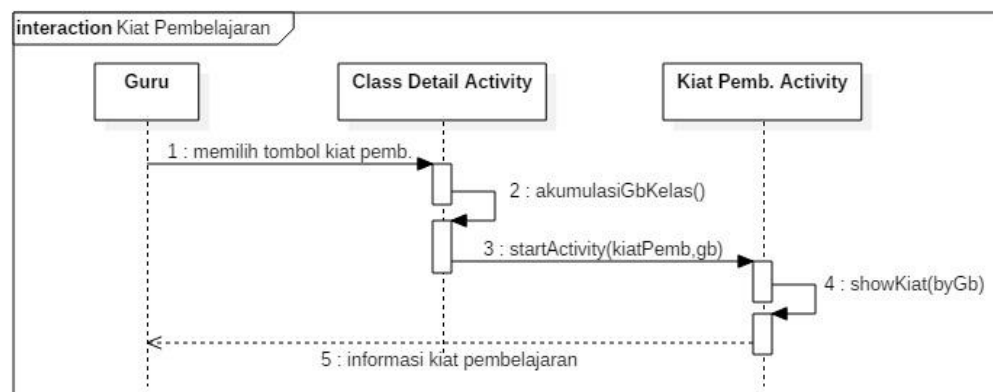 interaction Kiat Pembelajaran
Guru
Class Detail Activity
Kiat Pemb. Activity
1 : memilih tombol kiat pemb.
2 : akumulasiGbKelas()
3 : startActivity(kiatPemb,gb)
4 : showKiat(byGb)
5 : informasi kiat pembelajaran